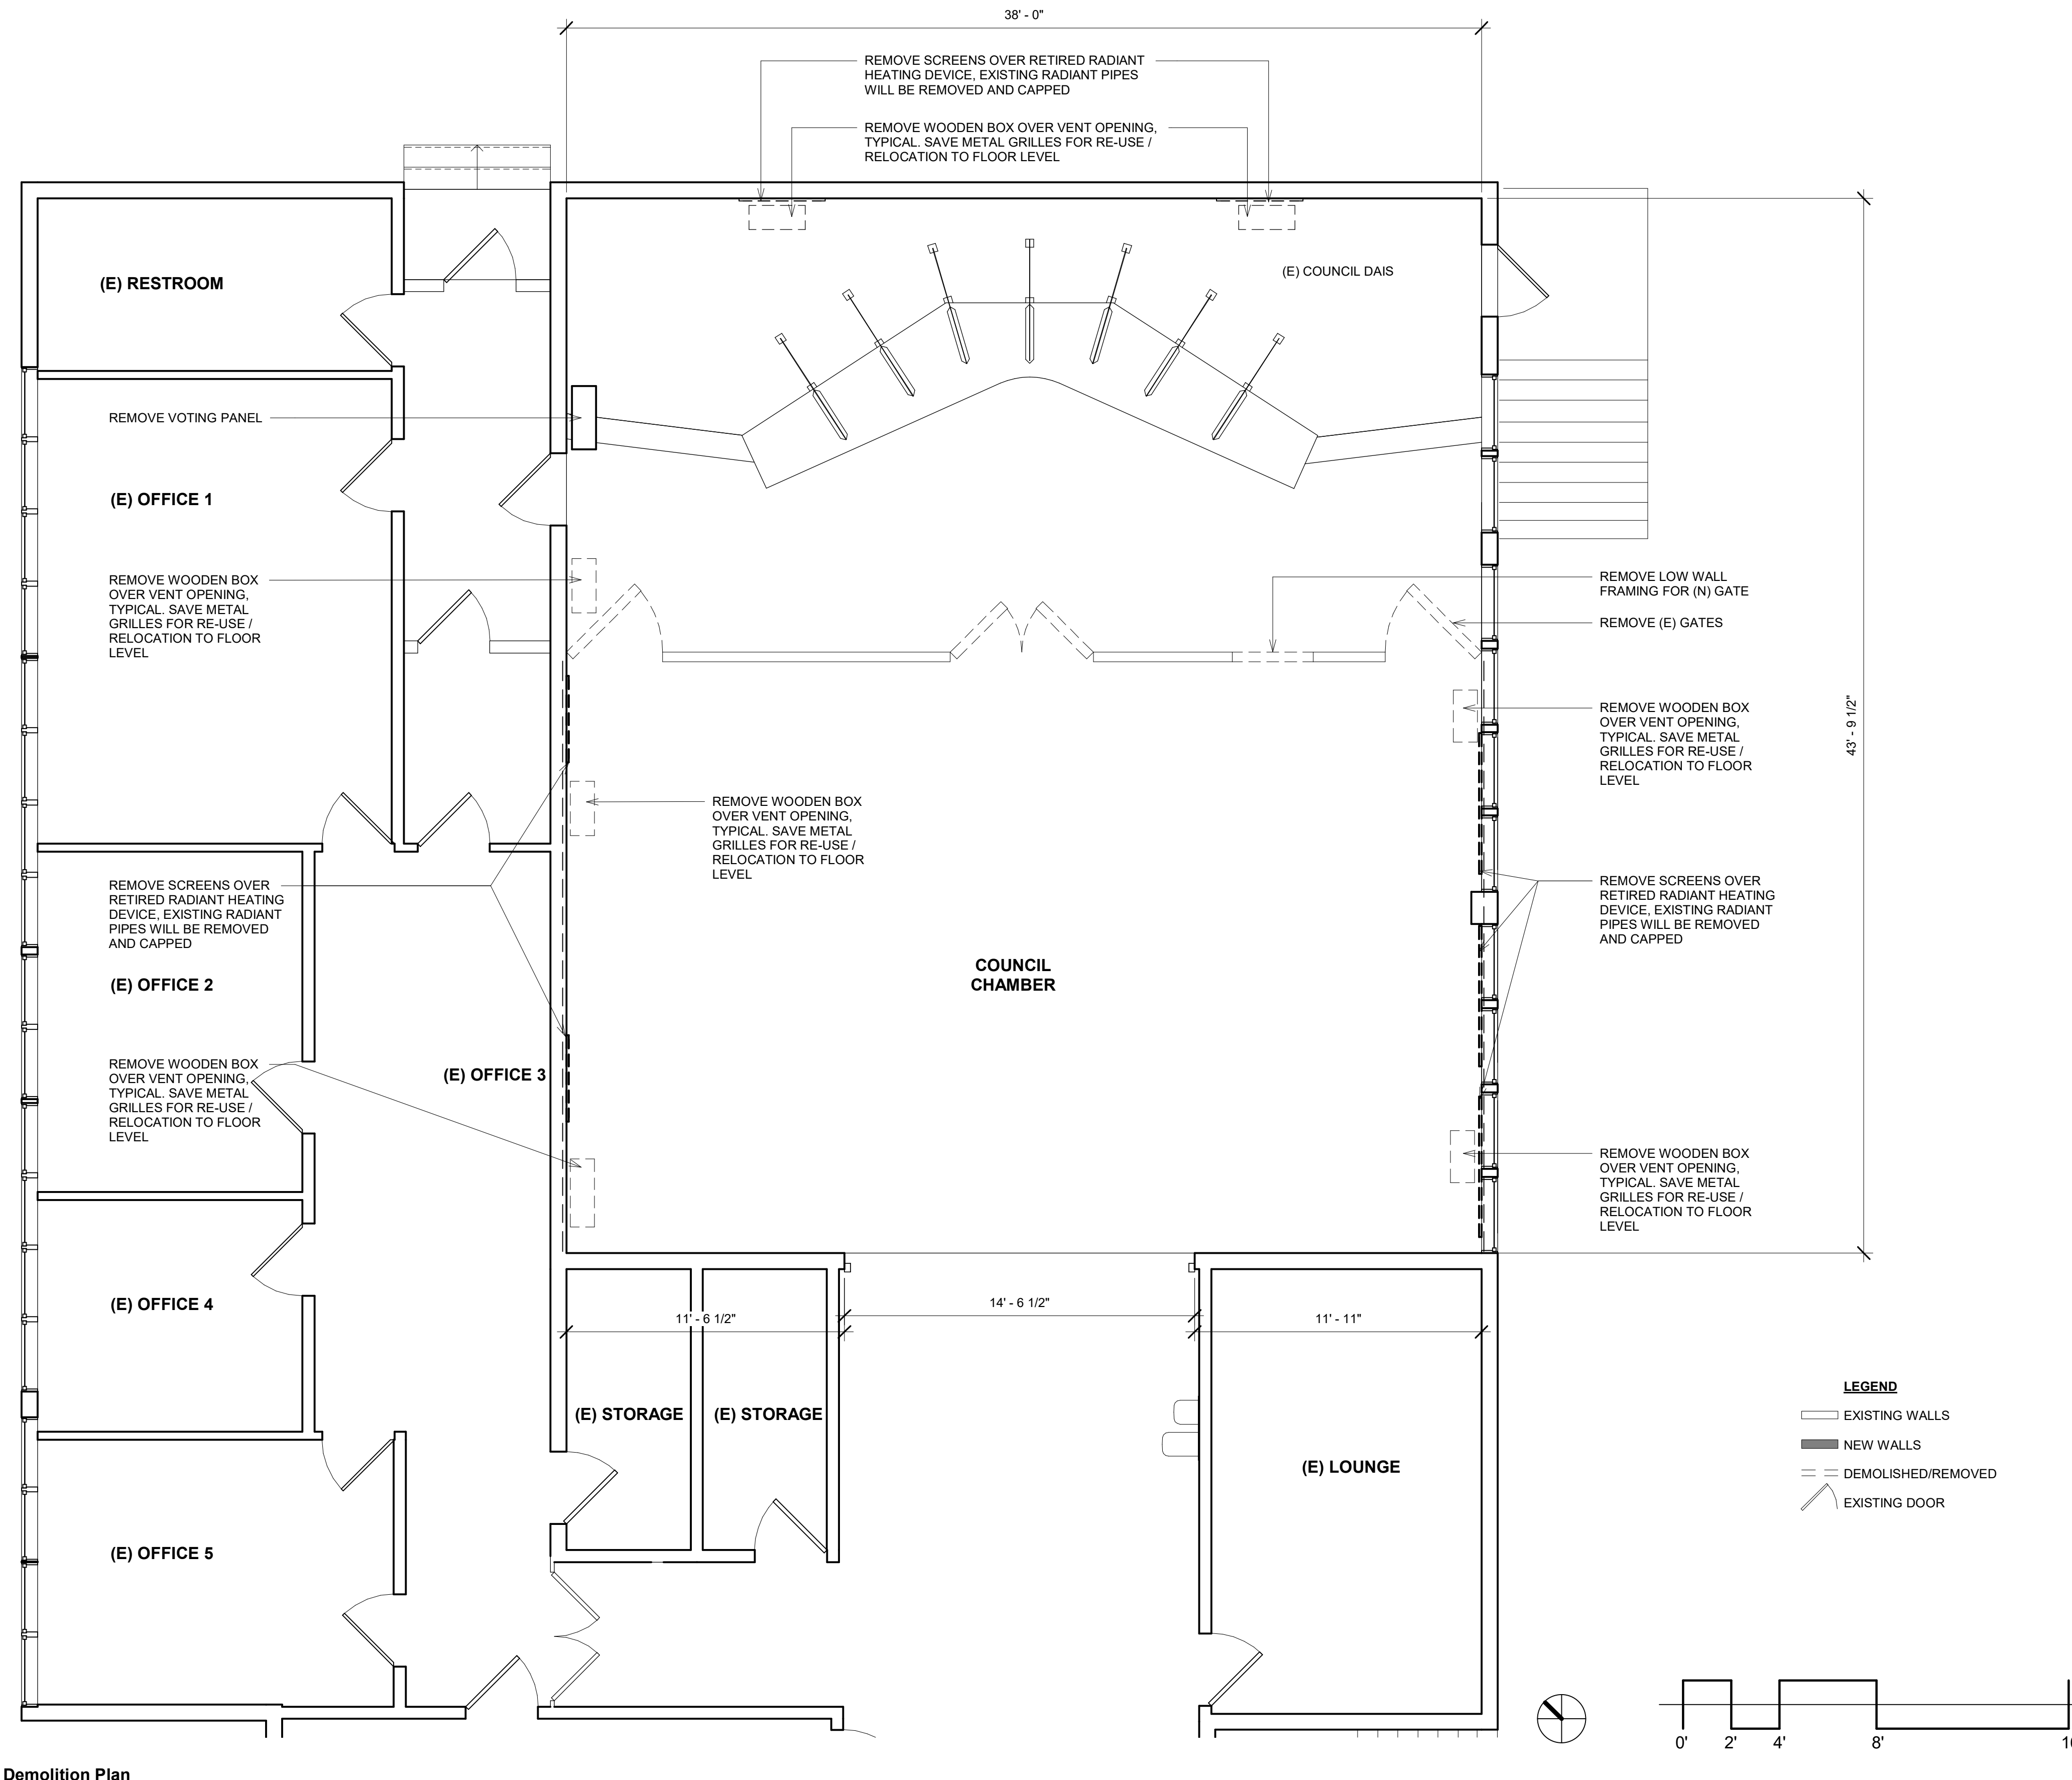 38' - 0"
REMOVE SCREENS OVER RETIRED RADIANT
HEATING DEVICE, EXISTING RADIANT PIPES
WILL BE REMOVED AND CAPPED
REMOVE WOODEN BOX OVER VENT OPENING,
TYPICAL. SAVE METAL GRILLES FOR RE-USE /
RELOCATION TO FLOOR LEVEL
(E) RESTROOM
(E) COUNCIL DAIS
REMOVE VOTING PANEL
(E) OFFICE 1
REMOVE WOODEN BOX
OVER VENT OPENING,
TYPICAL. SAVE METAL
GRILLES FOR RE-USE /
RELOCATION TO FLOOR
LEVEL
REMOVE LOW WALL
FRAMING FOR (N) GATE
REMOVE (E) GATES
43' - 9 1/2"
REMOVE WOODEN BOX
OVER VENT OPENING,
TYPICAL. SAVE METAL
GRILLES FOR RE-USE /
RELOCATION TO FLOOR
LEVEL
REMOVE WOODEN BOX
OVER VENT OPENING,
TYPICAL. SAVE METAL
GRILLES FOR RE-USE /
RELOCATION TO FLOOR
LEVEL
REMOVE SCREENS OVER
RETIRED RADIANT HEATING
DEVICE, EXISTING RADIANT
PIPES WILL BE REMOVED
AND CAPPED
REMOVE SCREENS OVER
RETIRED RADIANT HEATING
DEVICE, EXISTING RADIANT
PIPES WILL BE REMOVED
AND CAPPED
(E) OFFICE 2
COUNCIL
CHAMBER
REMOVE WOODEN BOX
OVER VENT OPENING,
TYPICAL. SAVE METAL
GRILLES FOR RE-USE /
RELOCATION TO FLOOR
LEVEL
(E) OFFICE 3
REMOVE WOODEN BOX
OVER VENT OPENING,
TYPICAL. SAVE METAL
GRILLES FOR RE-USE /
RELOCATION TO FLOOR
LEVEL
(E) OFFICE 4
11' - 6 1/2"
14' - 6 1/2"
11' - 11"
(E) STORAGE
(E) STORAGE
(E) LOUNGE
LEGEND
EXISTING WALLS
NEW WALLS
DEMOLISHED/REMOVED
EXISTING DOOR
(E) OFFICE 5
0' 2' 4' 8'
Demolition Plan